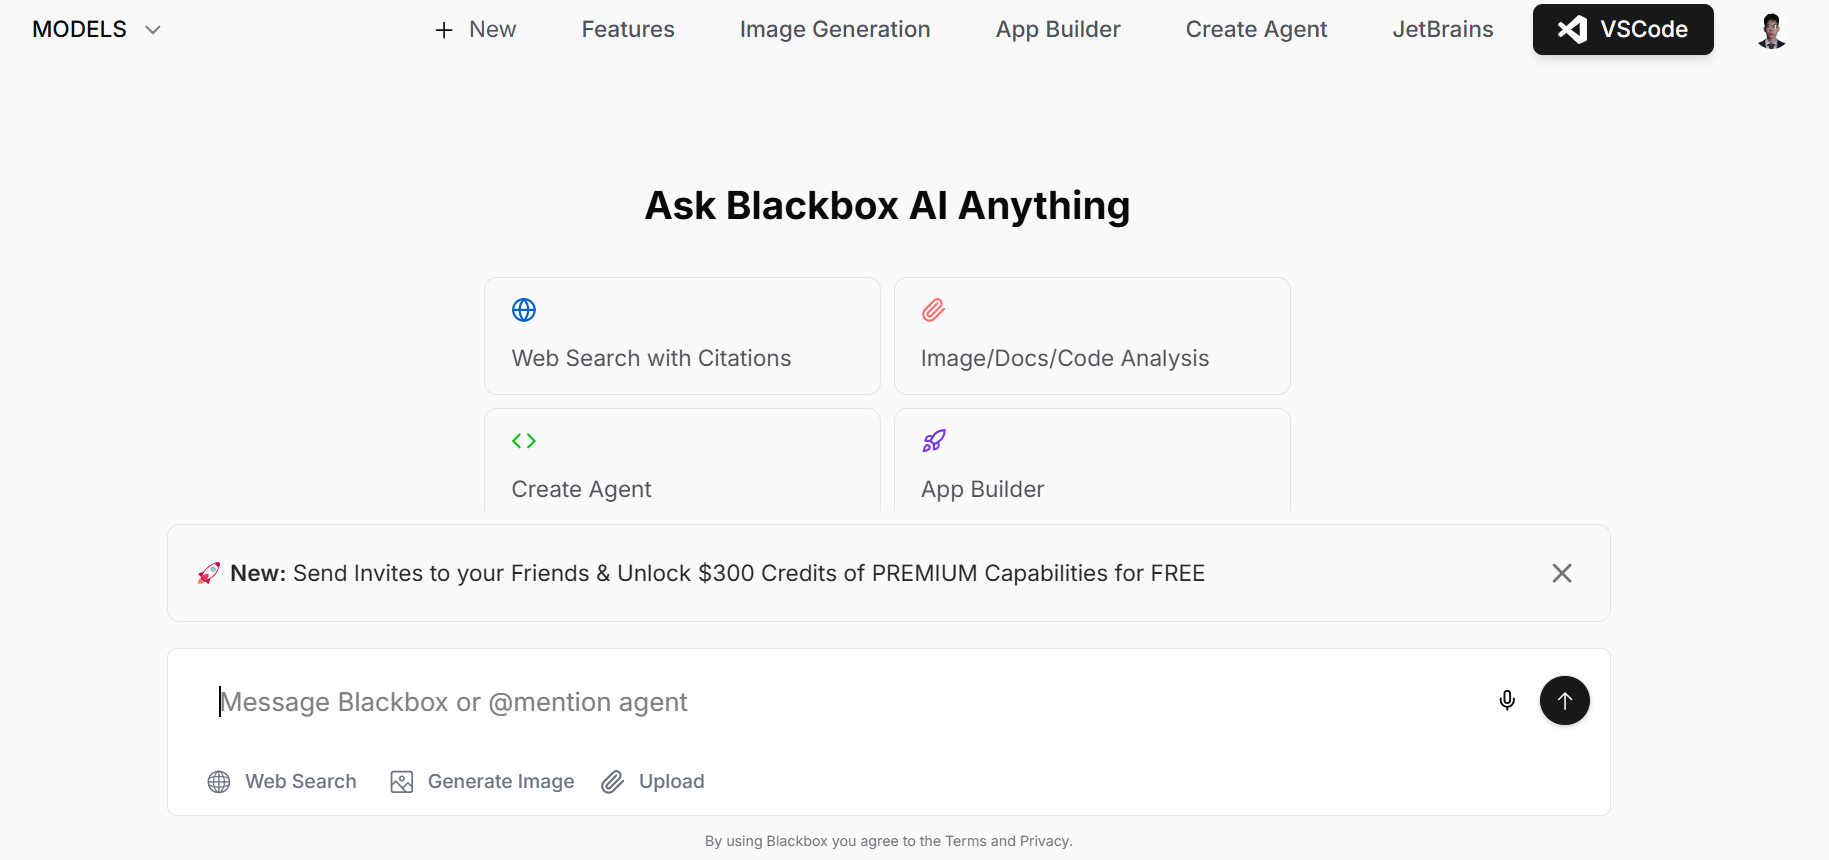 MODELS
New
Features
Image Generation
App Builder
Create Agent
JetBrains
VSCode
Ask Blackbox AI Anything
Web Search with Citations
Image/Docs/Code Analysis
Create Agent
App Builder
🚀 New: Send Invites to your Friends & Unlock $300 Credits of PREMIUM Capabilities for FREE
Message Blackbox or @mention agent
Web Search
Generate Image
Upload
By using Blackbox you agree to the Terms and Privacy.